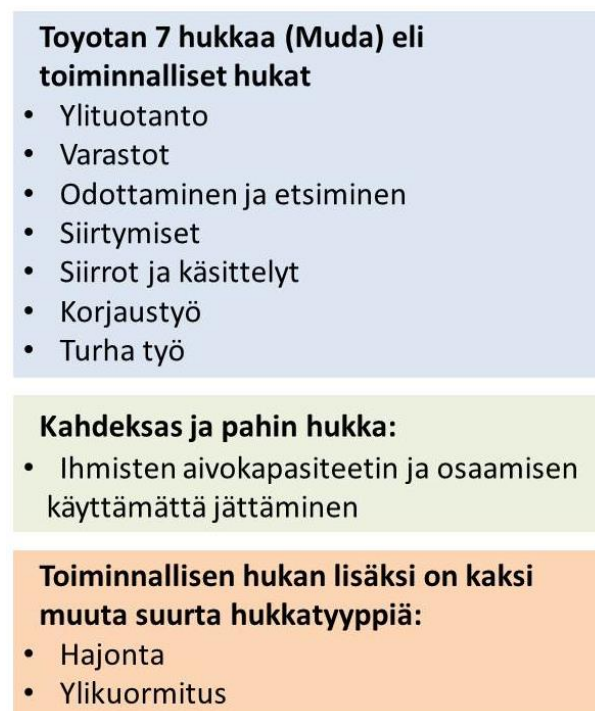 Toyotan 7 hukkaa (Muda) eli
toiminnalliset hukat
• Ylituotanto
• Varastot
• Odottaminen ja etsiminen
• Siirtymiset
• Siirrot ja käsittelyt
• Korjaustyö
• Turha työ
Kahdeksas ja pahin hukka:
• Ihmisten aivokapasiteetin ja osaamisen
käyttämättä jättäminen
Toiminnallisen hukan lisäksi on kaksi
muuta suurta hukkatyyppiä:
• Hajonta
• Ylikuormitus